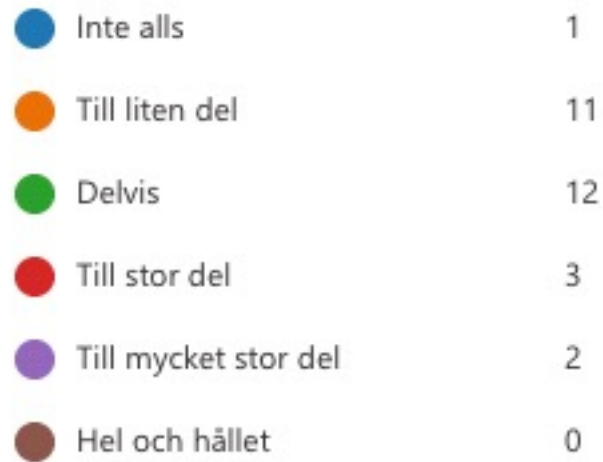 Inte alls 1
Till liten del 11
Delvis 12
Till stor del 3
Till mycket stor del 2
Hel och hållet 0